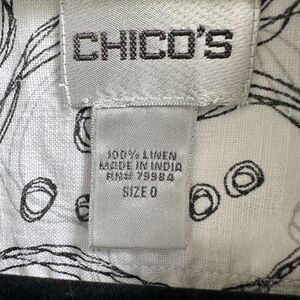 CHICO'S
100% LINEN
MADE IN INDIA
RN# 79984
SIZE 0